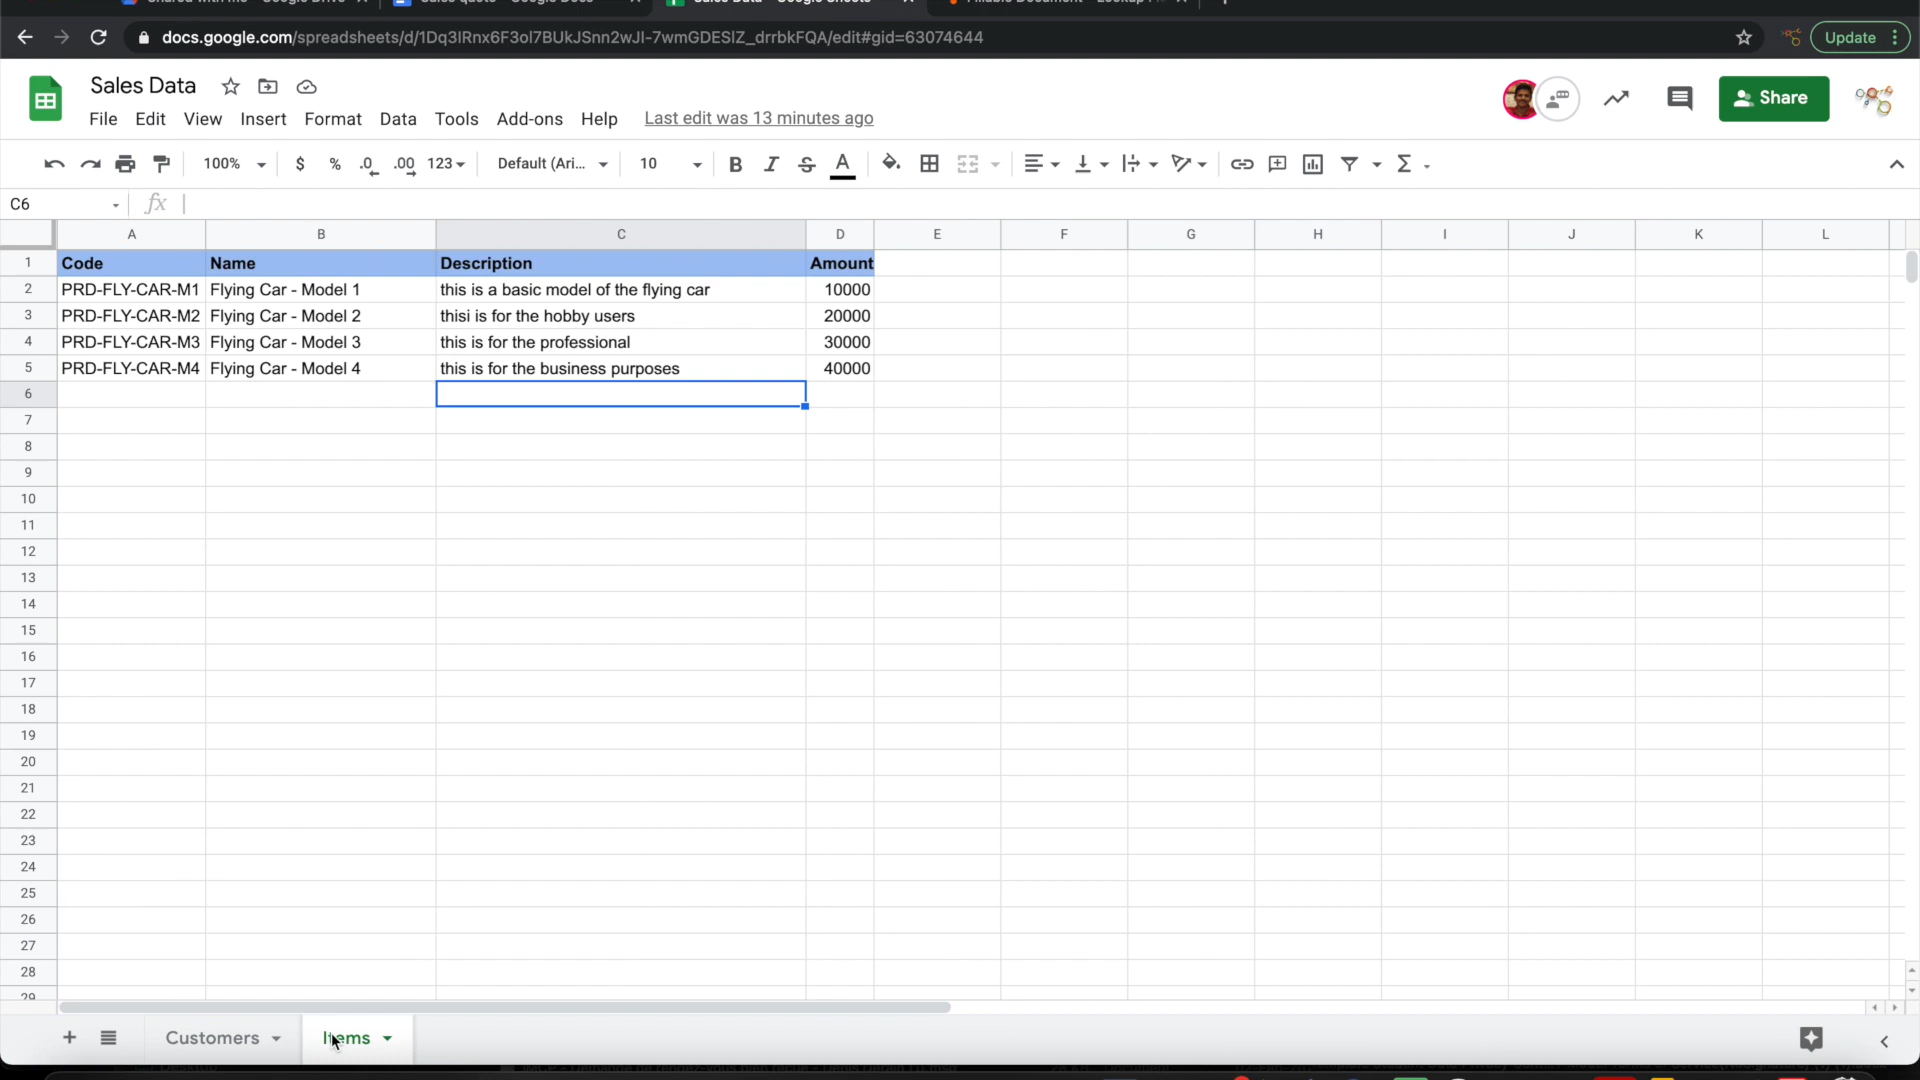 docs.google.com/spreadsheets/d/1Dq3lRnx6F3ol7BUkJSnn2wJl-7wmGDESlZ_drrbkFQA/edit#gid=63074644
Update
Sales Data
Share
File Edit View Insert Format Data Tools Add-ons Help Last edit was 13 minutes ago
100% $ % .0 .00 123 Default (Ari... 10 B I S A Σ
C6 fx
A B C D E F G H I J K L
1 Code Name Description Amount
2 PRD-FLY-CAR-M1 Flying Car - Model 1 this is a basic model of the flying car 10000
3 PRD-FLY-CAR-M2 Flying Car - Model 2 thisi is for the hobby users 20000
4 PRD-FLY-CAR-M3 Flying Car - Model 3 this is for the professional 30000
5 PRD-FLY-CAR-M4 Flying Car - Model 4 this is for the business purposes 40000
6
7
8
9
10
11
12
13
14
15
16
17
18
19
20
21
22
23
24
25
26
27
28
29
Customers Items